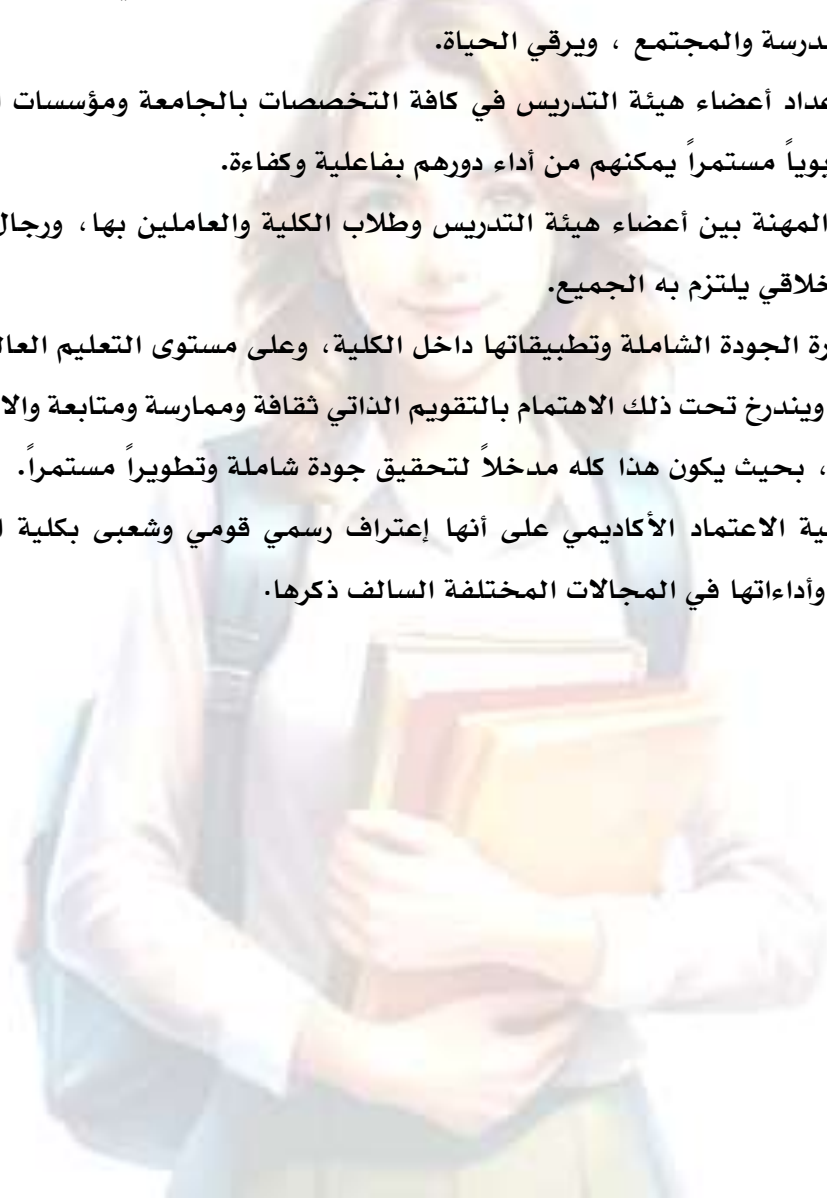 درسة والمجتمع ، ويرقي الحياة.
عداد أعضاء هيئة التدريس في كافة التخصصات بالجامعة ومؤسسات
بوياً مستمراً يمكنهم من أداء دورهم بفاعلية وكفاءة.
المهنة بين أعضاء هيئة التدريس وطلاب الكلية والعاملين بها، ورجال
خلاقي يلتزم به الجميع.
رة الجودة الشاملة وتطبيقاتها داخل الكلية، وعلى مستوى التعليم العال
ويندرخ تحت ذلك الاهتمام بالتقويم الذاتي ثقافة وممارسة ومتابعة والا
، بحيث يكون هذا كله مدخلاً لتحقيق جودة شاملة وتطويراً مستمراً.
ية الاعتماد الأكاديمي على أنها إعتراف رسمي قومي وشعبى بكلية ا
وأداءاتها في المجالات المختلفة السالف ذكرها.